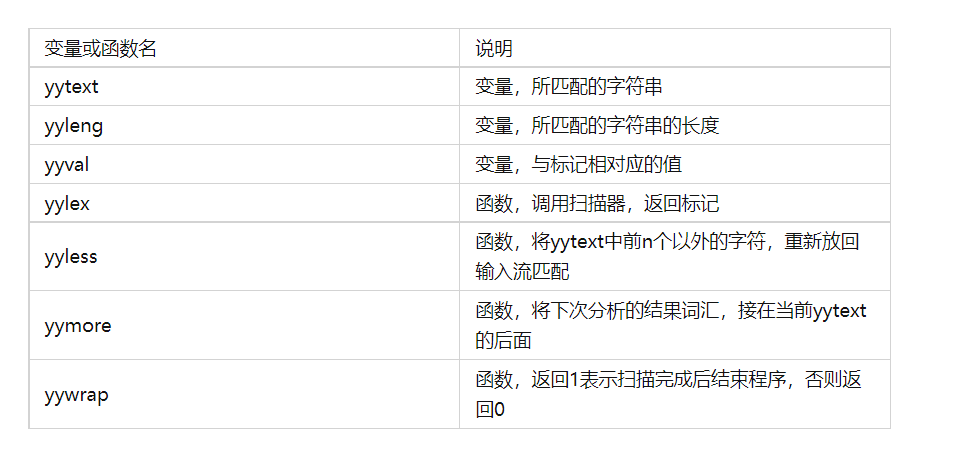 变量或函数名
说明
yytext
变量，所匹配的字符串
yyleng
变量，所匹配的字符串的长度
yyval
变量，与标记相对应的值
yylex
函数，调用扫描器，返回标记
yyless
函数，将yytext中前n个以外的字符，重新放回
输入流匹配
yymore
函数，将下次分析的结果词汇，接在当前yytext
的后面
yywrap
函数，返回1表示扫描完成后结束程序，否则返
回0